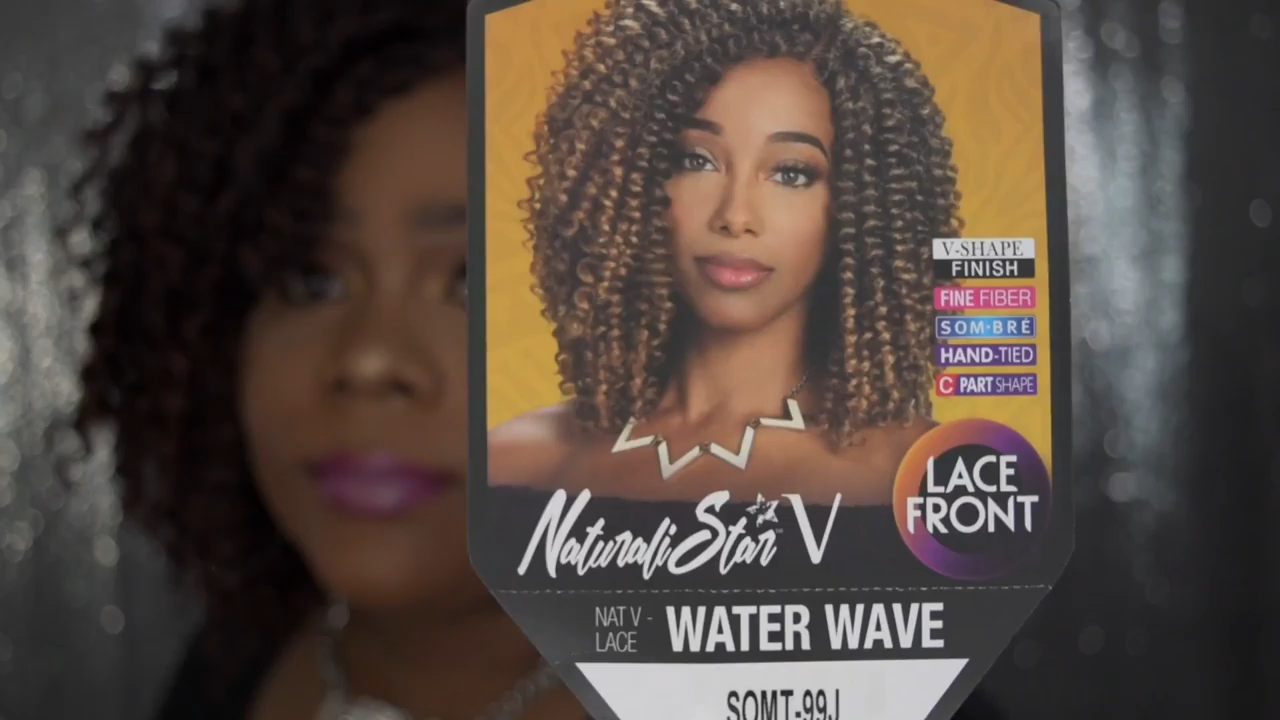 V-SHAPE
FINISH
FINE FIBER
SOM·BRÉ
HAND-TIED
C PART SHAPE
LACE
FRONT
NaturaliStar V
NAT V -
LACE
WATER WAVE
SOMT-99J